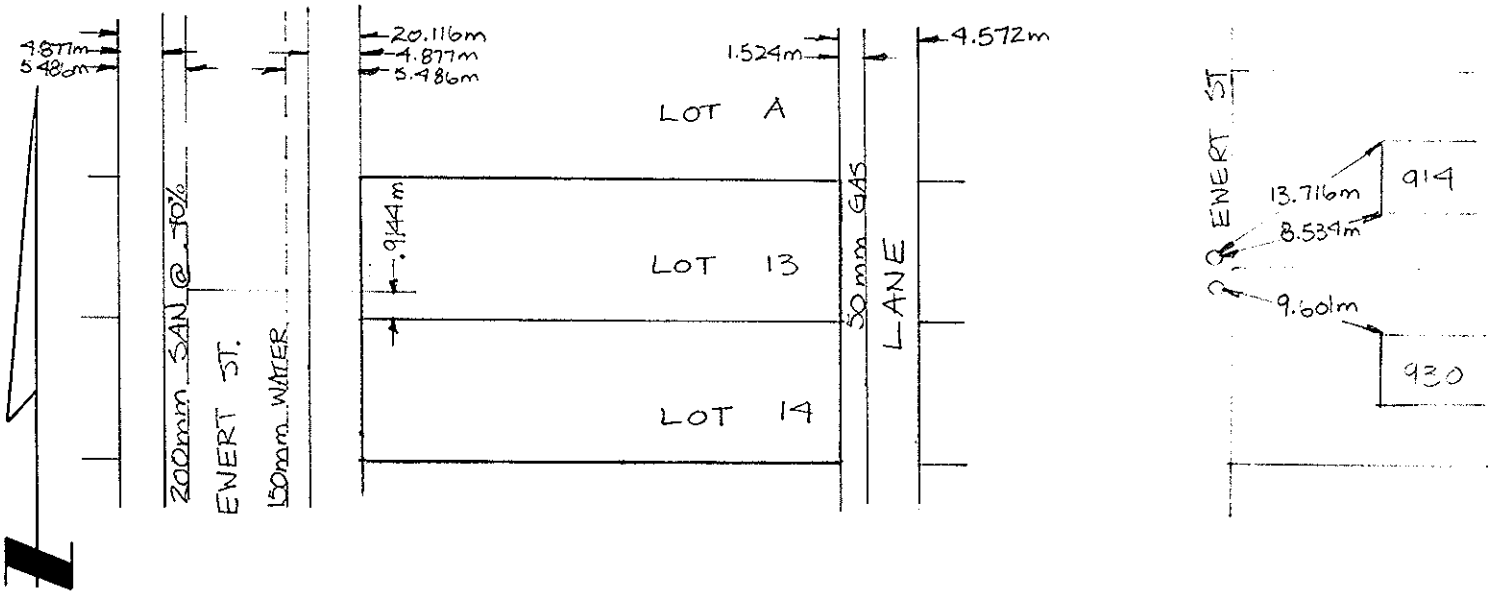 4.877m
5.486m
20.116m
4.877m
5.486m
1.524m
4.572m
LOT A
LOT 13
LOT 14
.9144m
200mm SAN @ .40%
EWERT ST.
150mm WATER
50mm GAS
LANE
EWERT ST
13.716m
8.534m
9.601m
914
930